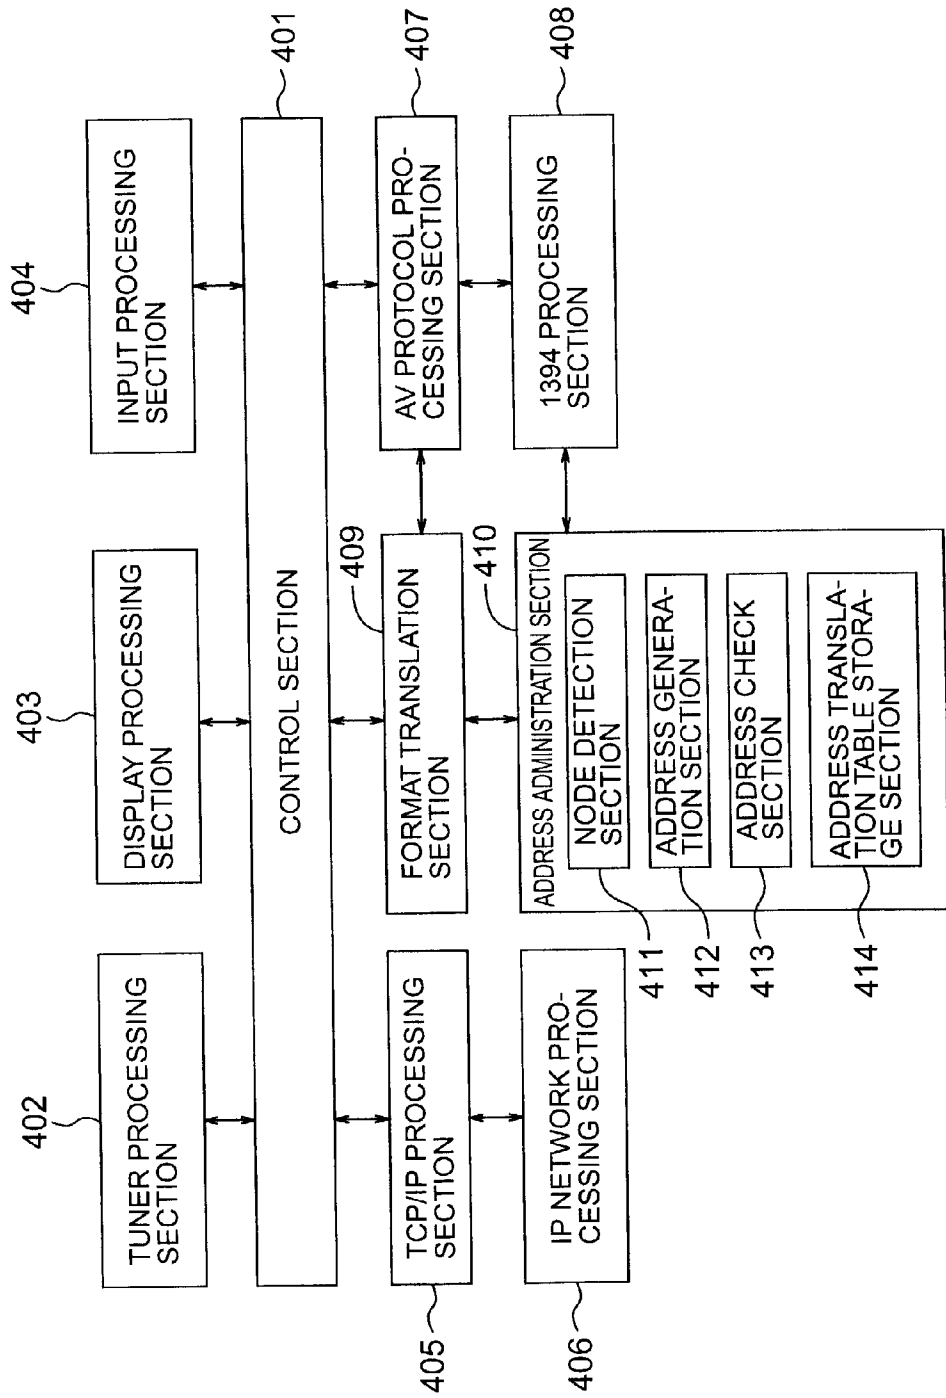 402
TUNER PROCESSING
SECTION
403
DISPLAY PROCESSING
SECTION
404
INPUT PROCESSING
SECTION
CONTROL SECTION
401
405
TCP/IP PROCESSING
SECTION
409
FORMAT TRANSLATION
SECTION
AV PROTOCOL PRO-
CESSING SECTION
407
406
IP NETWORK PRO-
CESSING SECTION
410
ADDRESS ADMINISTRATION SECTION
411
NODE DETECTION
SECTION
412
ADDRESS GENERA-
TION SECTION
413
ADDRESS CHECK
SECTION
414
ADDRESS TRANSLA-
TION TABLE STORA-
GE SECTION
1394 PROCESSING
SECTION
408